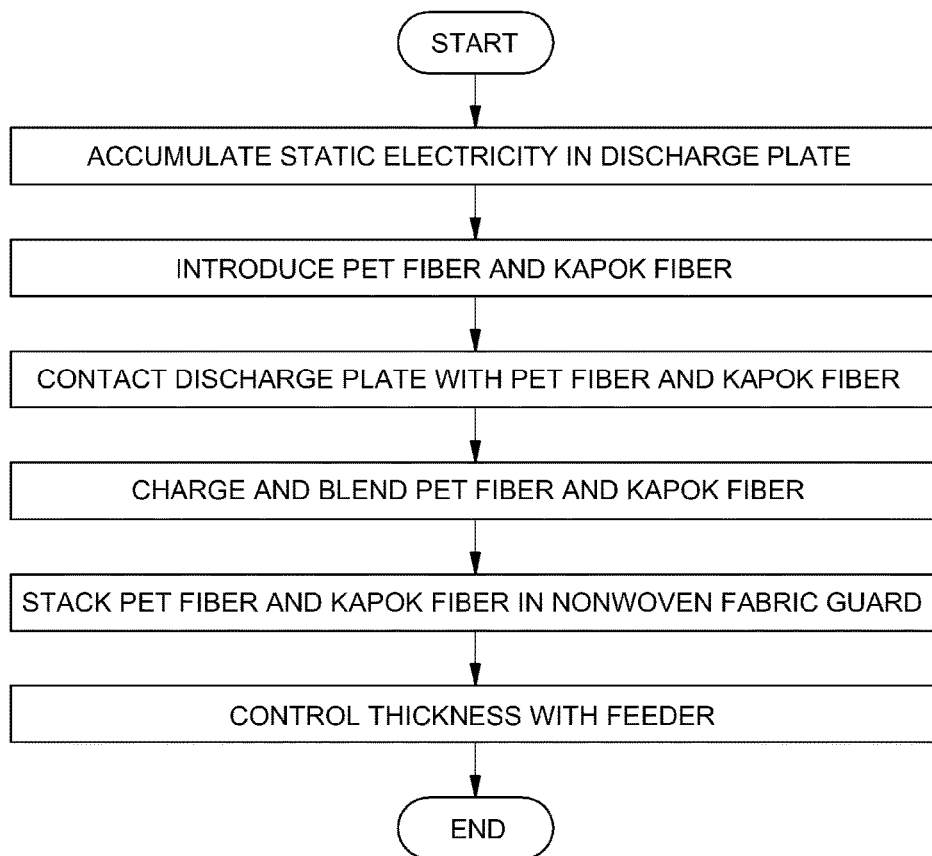 START
ACCUMULATE STATIC ELECTRICITY IN DISCHARGE PLATE
INTRODUCE PET FIBER AND KAPOK FIBER
CONTACT DISCHARGE PLATE WITH PET FIBER AND KAPOK FIBER
CHARGE AND BLEND PET FIBER AND KAPOK FIBER
STACK PET FIBER AND KAPOK FIBER IN NONWOVEN FABRIC GUARD
CONTROL THICKNESS WITH FEEDER
END